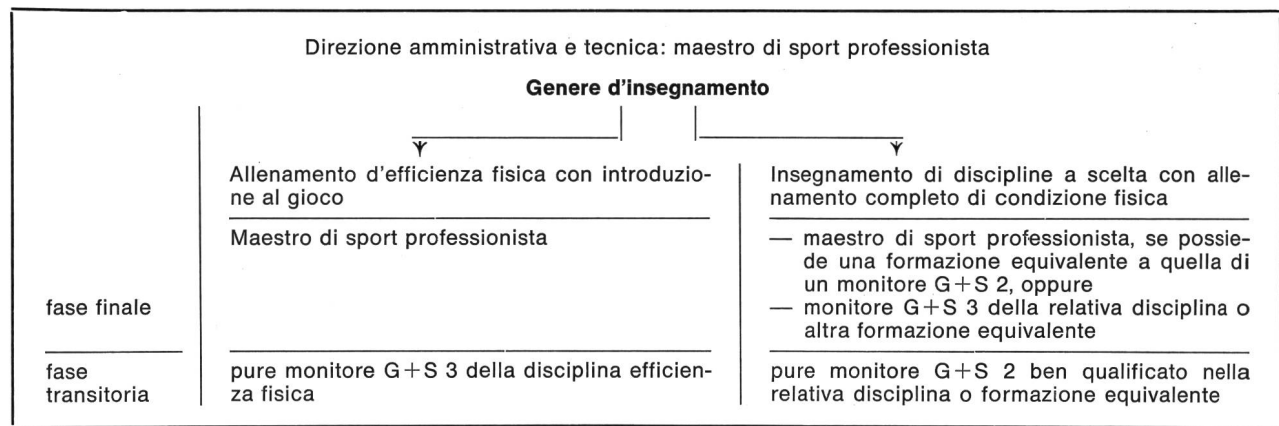 Direzione amministrativa e tecnica: maestro di sport professionista
Genere d'insegnamento
Allenamento d'efficienza fisica con introduzio-
ne al gioco
Insegnamento di discipline a scelta con alle-
namento completo di condizione fisica
fase finale
Maestro di sport professionista
— maestro di sport professionista, se possie-
de una formazione equivalente a quella di
un monitore G+S 2, oppure
— monitore G+S 3 della relativa disciplina o
altra formazione equivalente
fase
transitoria
pure monitore G+S 3 della disciplina efficien-
za fisica
pure monitore G+S 2 ben qualificato nella
relativa disciplina o formazione equivalente